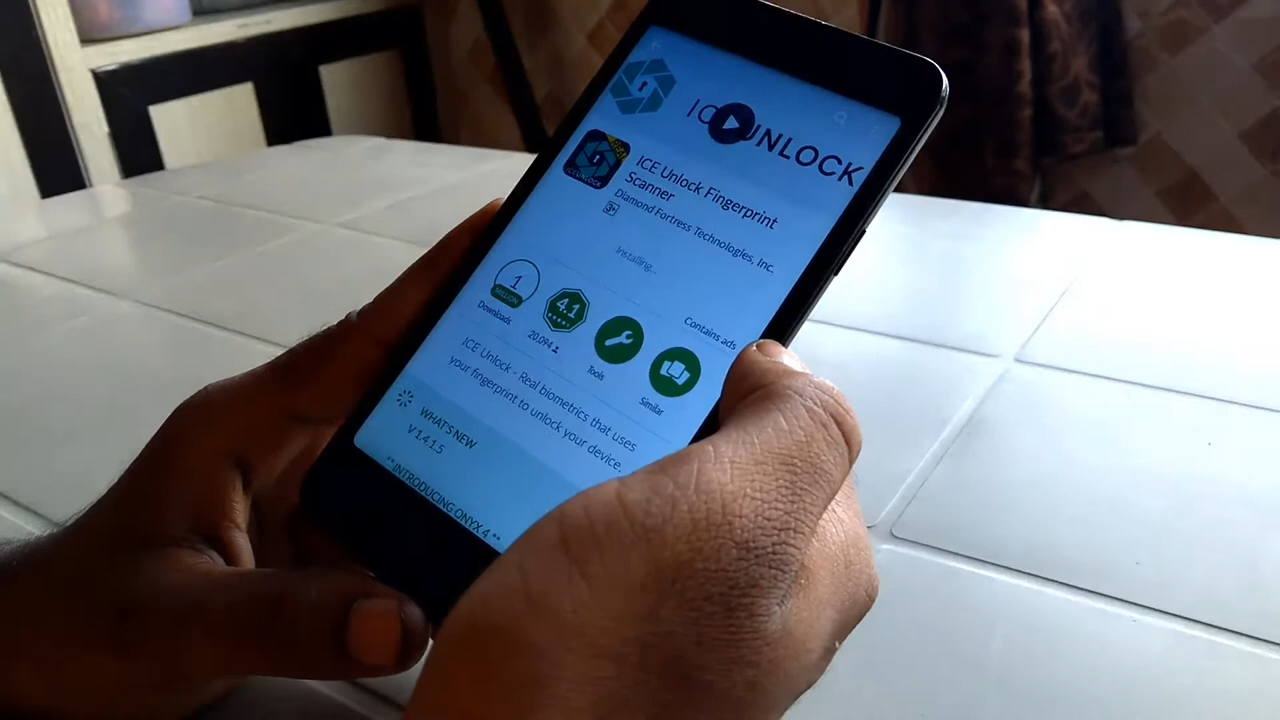 UNLOCK
ICE UNLOCK
ICE Unlock Fingerprint
Scanner
Diamond Fortress Technologies, Inc.
3+
Installing...
Contains ads
1
MILLION
Downloads
4.1
20,094
Tools
Similar
ICE Unlock - Real biometrics that uses
your fingerprint to unlock your device.
WHAT'S NEW
V 1.4.1.5
**INTRODUCING ONYX 4 **